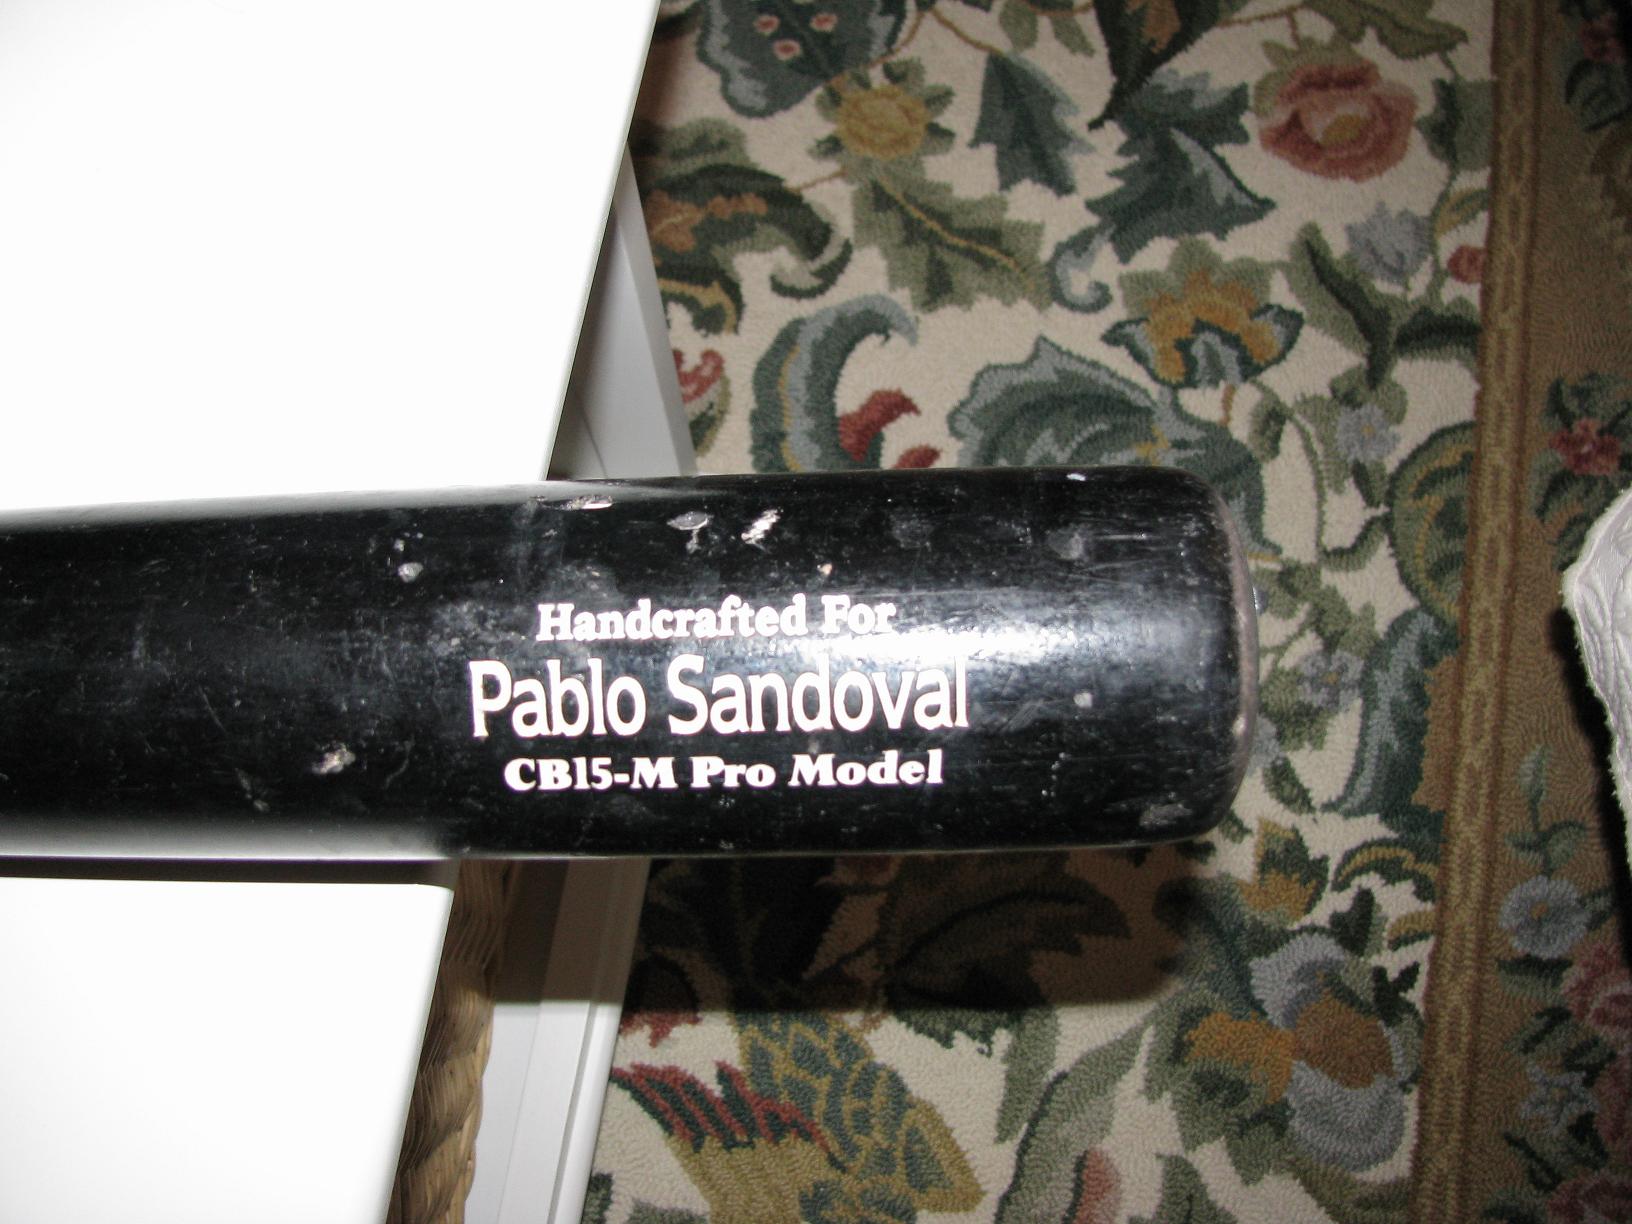 Handcrafted For
Pablo Sandoval
CB15-M Pro Model